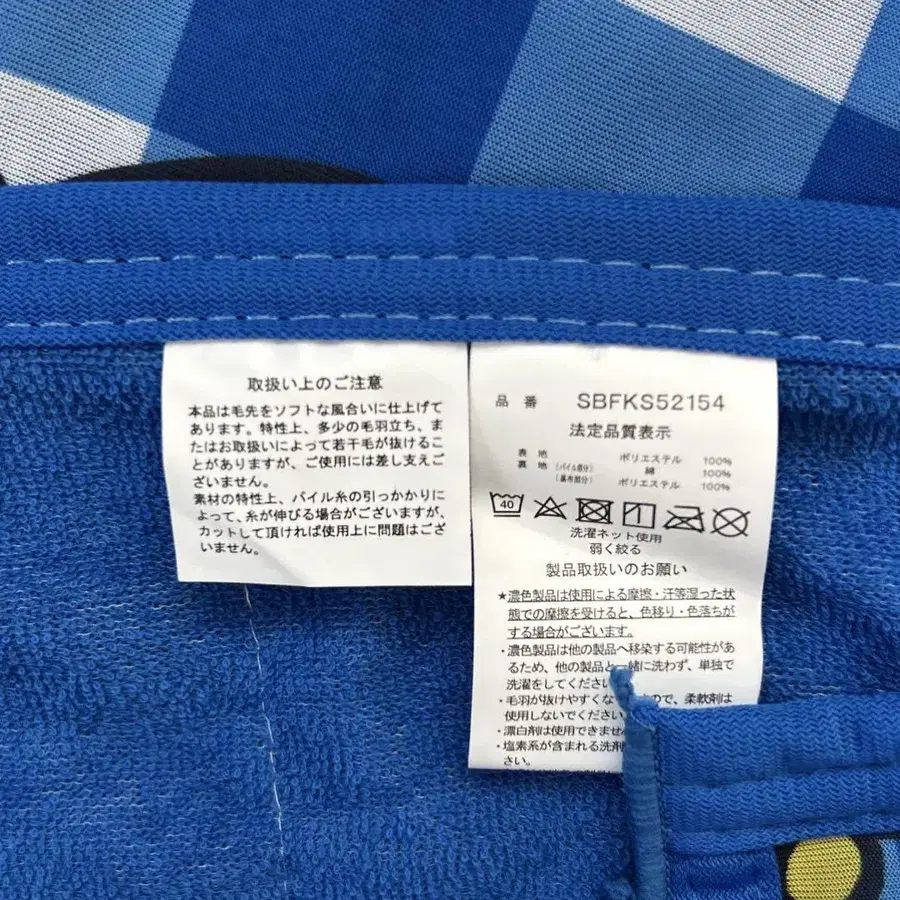 取扱い上のご注意
本品は毛先をソフトな風合いに仕上げて
あります。特性上、多少の毛羽立ち、ま
たはお取扱いによって若干毛が抜けるこ
とがありますが、ご使用には差し支えご
ざいません。
素材の特性上、パイル糸の引っかかりに
よって、糸が伸びる場合がございますが、
カットして頂ければ使用上に問題はござ
いません。
品 番 SBFKS52154
法定品質表示
表 地 ポリエステル 100%
裏 地 (パイル部分) 綿 100%
(基布部分) ポリエステル 100%
40
洗濯ネット使用
弱く絞る
製品取扱いのお願い
★濃色製品は使用による摩擦・汗等湿った状
態での摩擦を受けると、色移り・色落ちが
する場合がございます。
・濃色製品は他の製品へ移染する可能性があ
るため、他の製品と一緒に洗わず、単独で
洗濯をしてくださ
・毛羽が抜けやすくな ので、柔軟剤は
使用しないでください
・漂白剤は使用できませ
・塩素系が含まれる洗剤
さい。